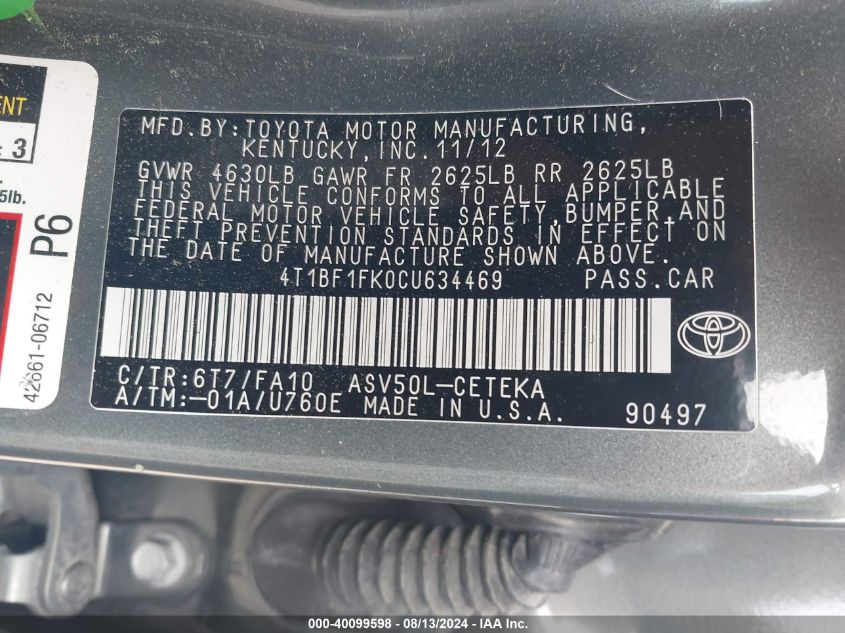 ENT
: 3
5lb.
P6
42661-06712
MFD.BY:TOYOTA MOTOR MANUFACTURING,
KENTUCKY,INC.11/12
GVWR 4630LB GAWR FR 2625LB RR 2625LB
THIS VEHICLE CONFORMS TO ALL APPLICABLE
FEDERAL MOTOR VEHICLE SAFETY,BUMPER,AND
THEFT PREVENTION STANDARDS IN EFFECT ON
THE DATE OF MANUFACTURE SHOWN ABOVE.
4T1BF1FK0CU634469 PASS.CAR
C/TR:6T7/FA10 ASV50L-CETEKA
A/TM:-01A/U760E MADE IN U.S.A. 90497
000-40099598 - 08/13/2024 - IAA Inc.